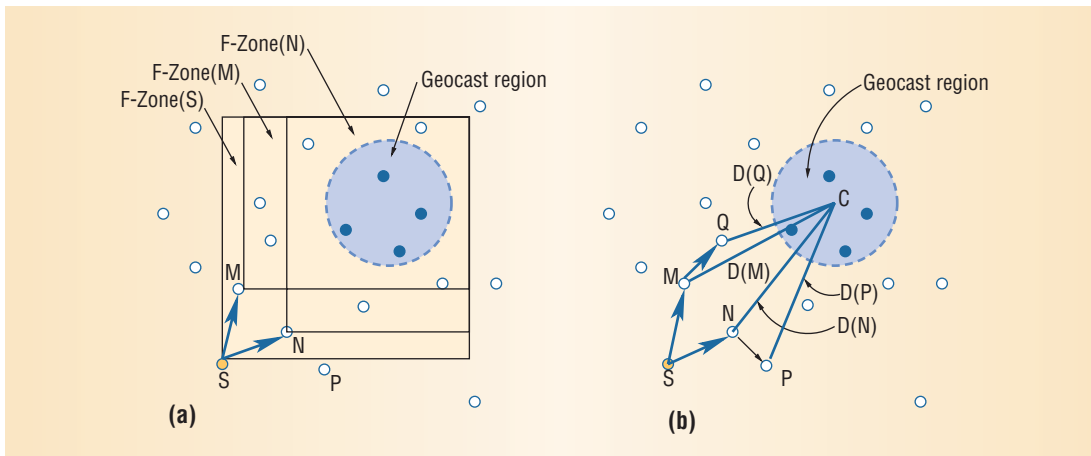 F-Zone(N)
F-Zone(M)
F-Zone(S)
Geocast region
M
N
S
P
(a)
Geocast region
D(Q)
C
Q
M
D(M)
D(P)
N
D(N)
S
P
(b)